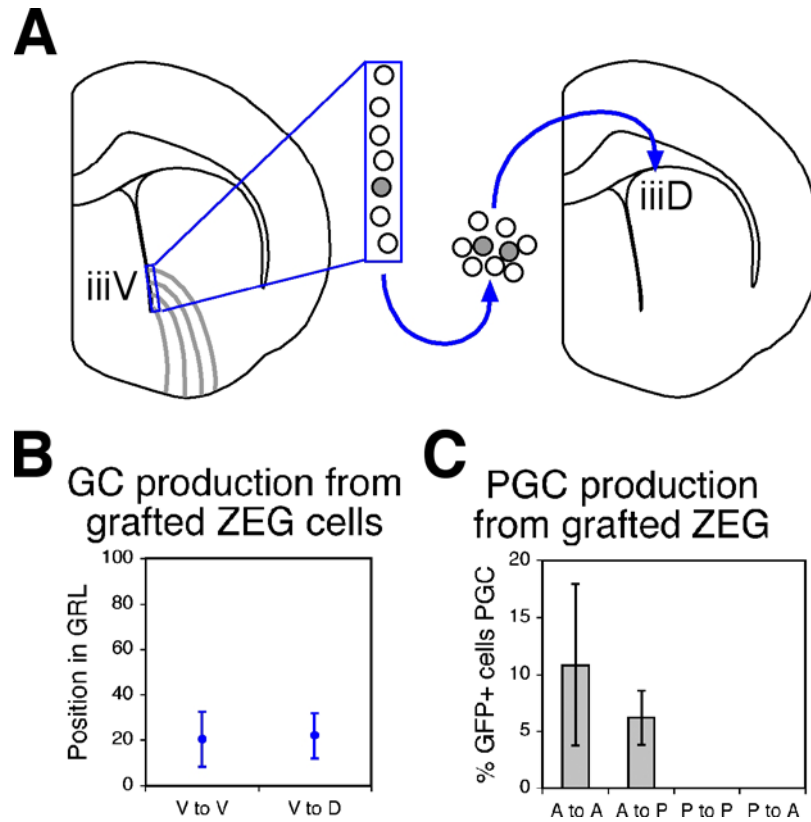 A
iiiV
iiiD
B
GC production from
grafted ZEG cells
Position in GRL
100
80
60
40
20
0
V to V
V to D
C
PGC production
from grafted ZEG
% GFP+ cells PGC
20
15
10
5
0
A to A
A to P
P to P
P to A